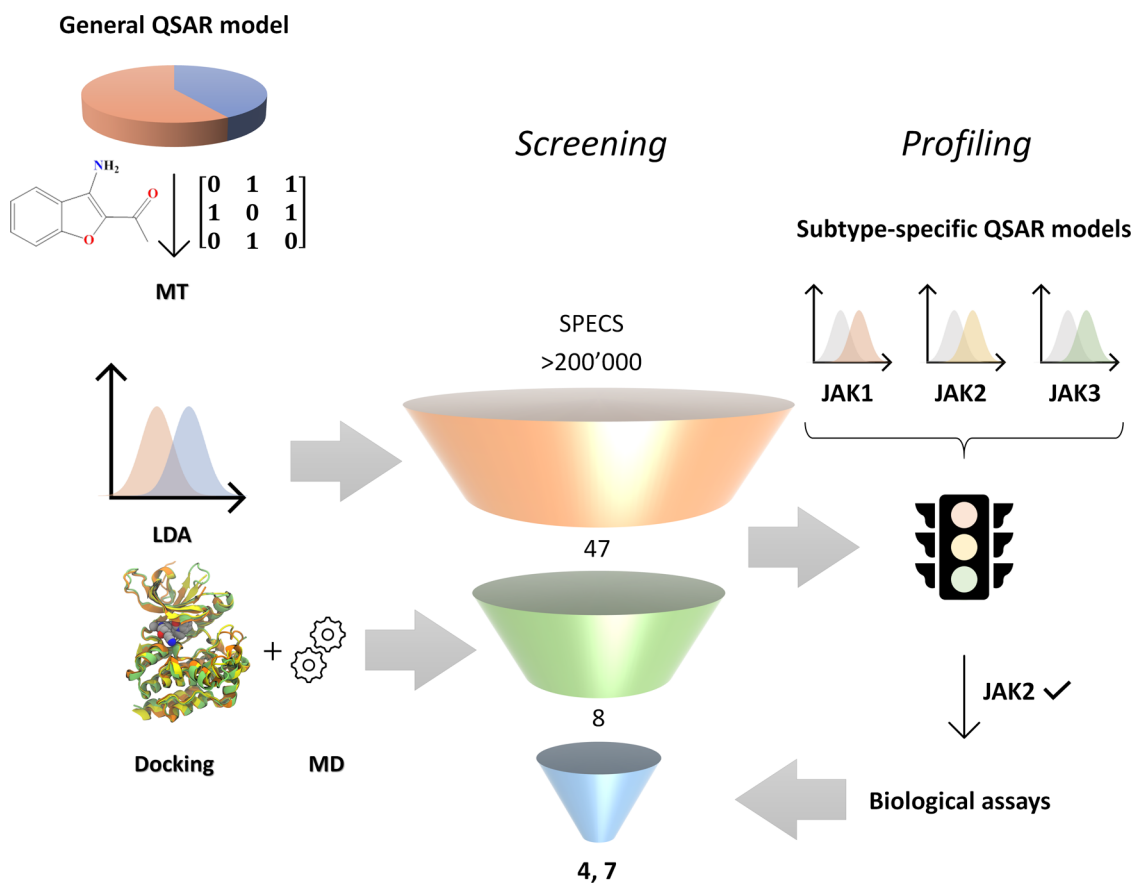 General QSAR model
NH2
O
O
0 1 1
1 0 1
0 1 0
MT
LDA
Docking
+
MD
Screening
SPECS
>200’000
47
8
4, 7
Profiling
Subtype-specific QSAR models
JAK1 JAK2 JAK3
JAK2
Biological assays